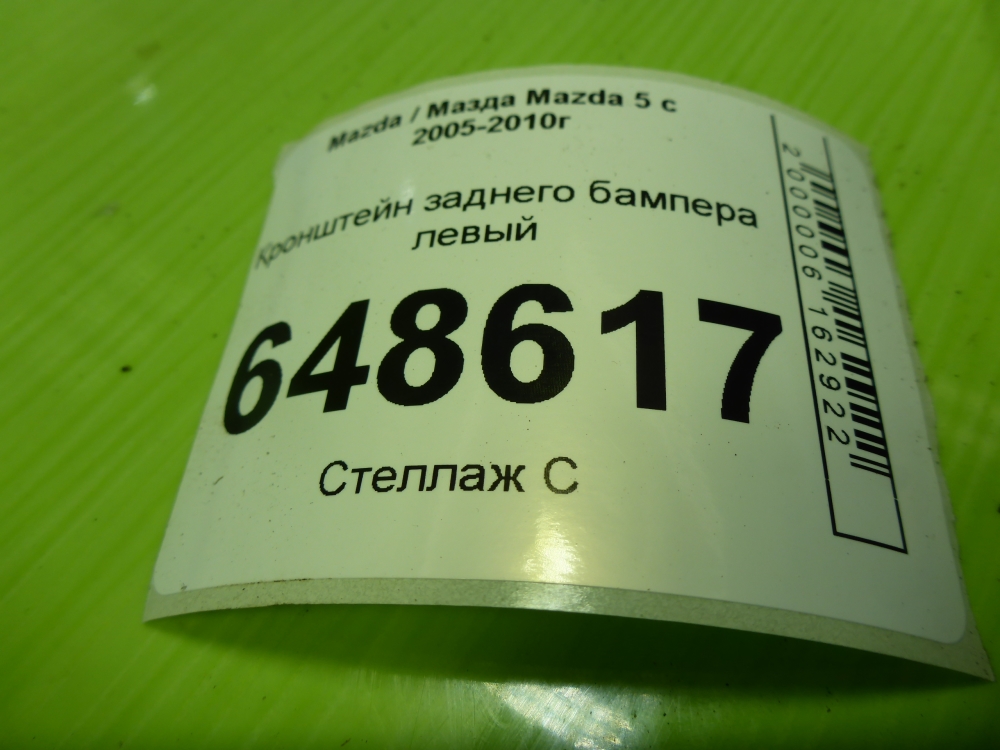 Mazda / Мазда Mazda 5 с
2005-2010г
Кронштейн заднего бампера
левый
648617
Стеллаж С
2000006162922